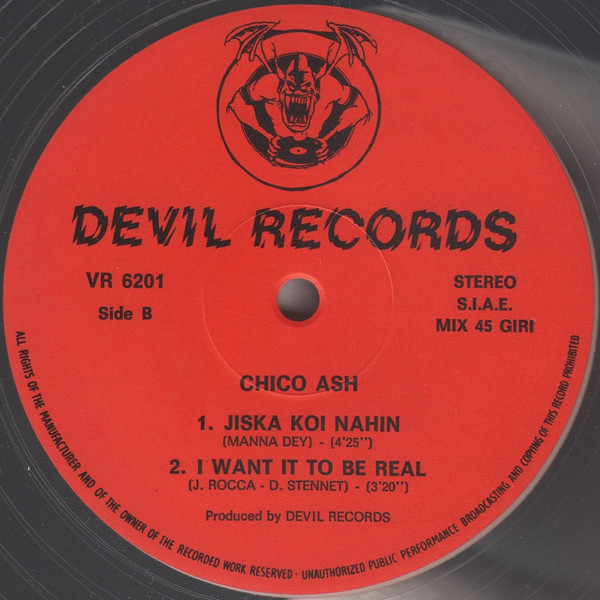 DEVIL RECORDS
VR 6201
Side B
STEREO
S.I.A.E.
MIX 45 GIRI
CHICO ASH
1. JISKA KOI NAHIN
(MANNA DEY) - (4'25'')
2. I WANT IT TO BE REAL
(J. ROCCA - D. STENNET) - (3'20'')
Produced by DEVIL RECORDS
ALL RIGHTS OF THE MANUFACTURER AND OF THE OWNER OF THE RECORDED WORK RESERVED · UNAUTHORIZED PUBLIC PERFORMANCE BROADCASTING AND COPYING OF THIS RECORD PROHIBITED